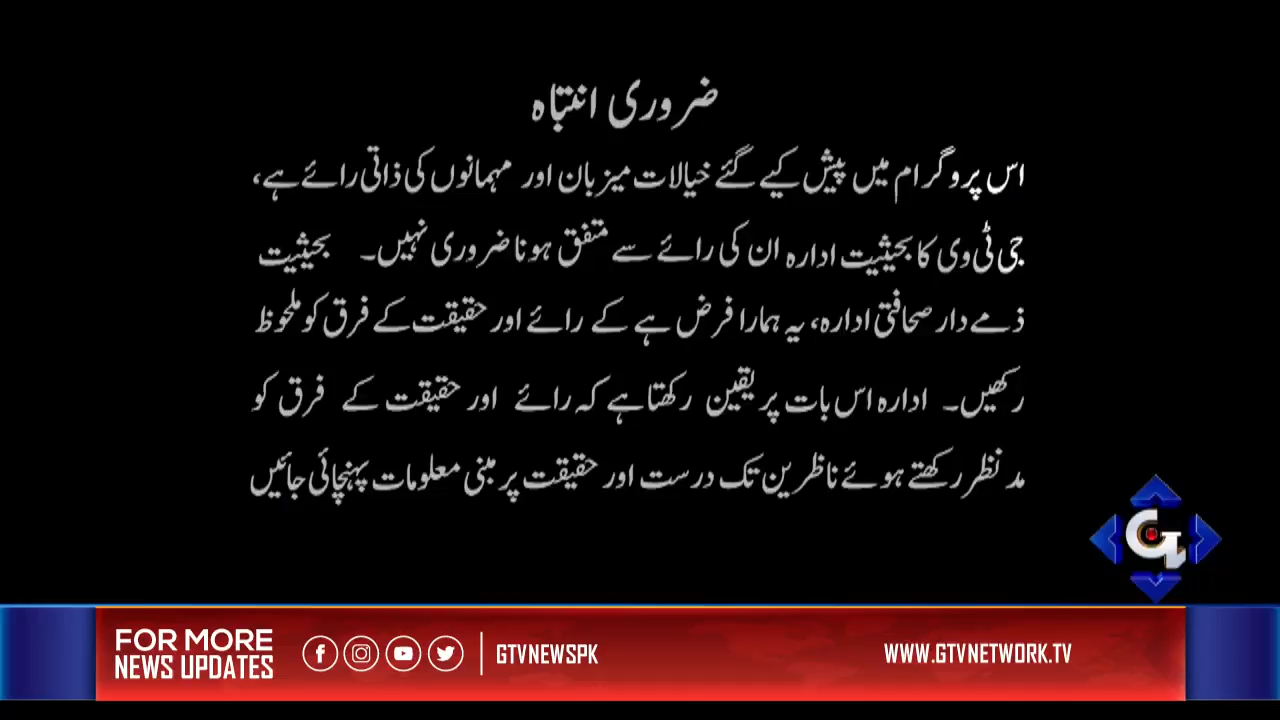 ضروری انتباہ
اس پروگرام میں پیش کیے گئے خیالات میزبان اور مہمانوں کی ذاتی رائے ہے،
جی ٹی وی کا بحیثیت ادارہ ان کی رائے سے متفق ہونا ضروری نہیں۔ بحیثیت
ذمے دار صحافتی ادارہ، یہ ہمارا فرض ہے کے رائے اور حقیقت کے فرق کو ملحوظ
رکھیں۔ ادارہ اس بات پر یقین رکھتا ہے کہ رائے اور حقیقت کے فرق کو
مد نظر رکھتے ہوئے ناظرین تک درست اور حقیقت پر مبنی معلومات پہنچائی جائیں
GTV
FOR MORE
NEWS UPDATES
GTVNEWSPK
WWW.GTVNETWORK.TV